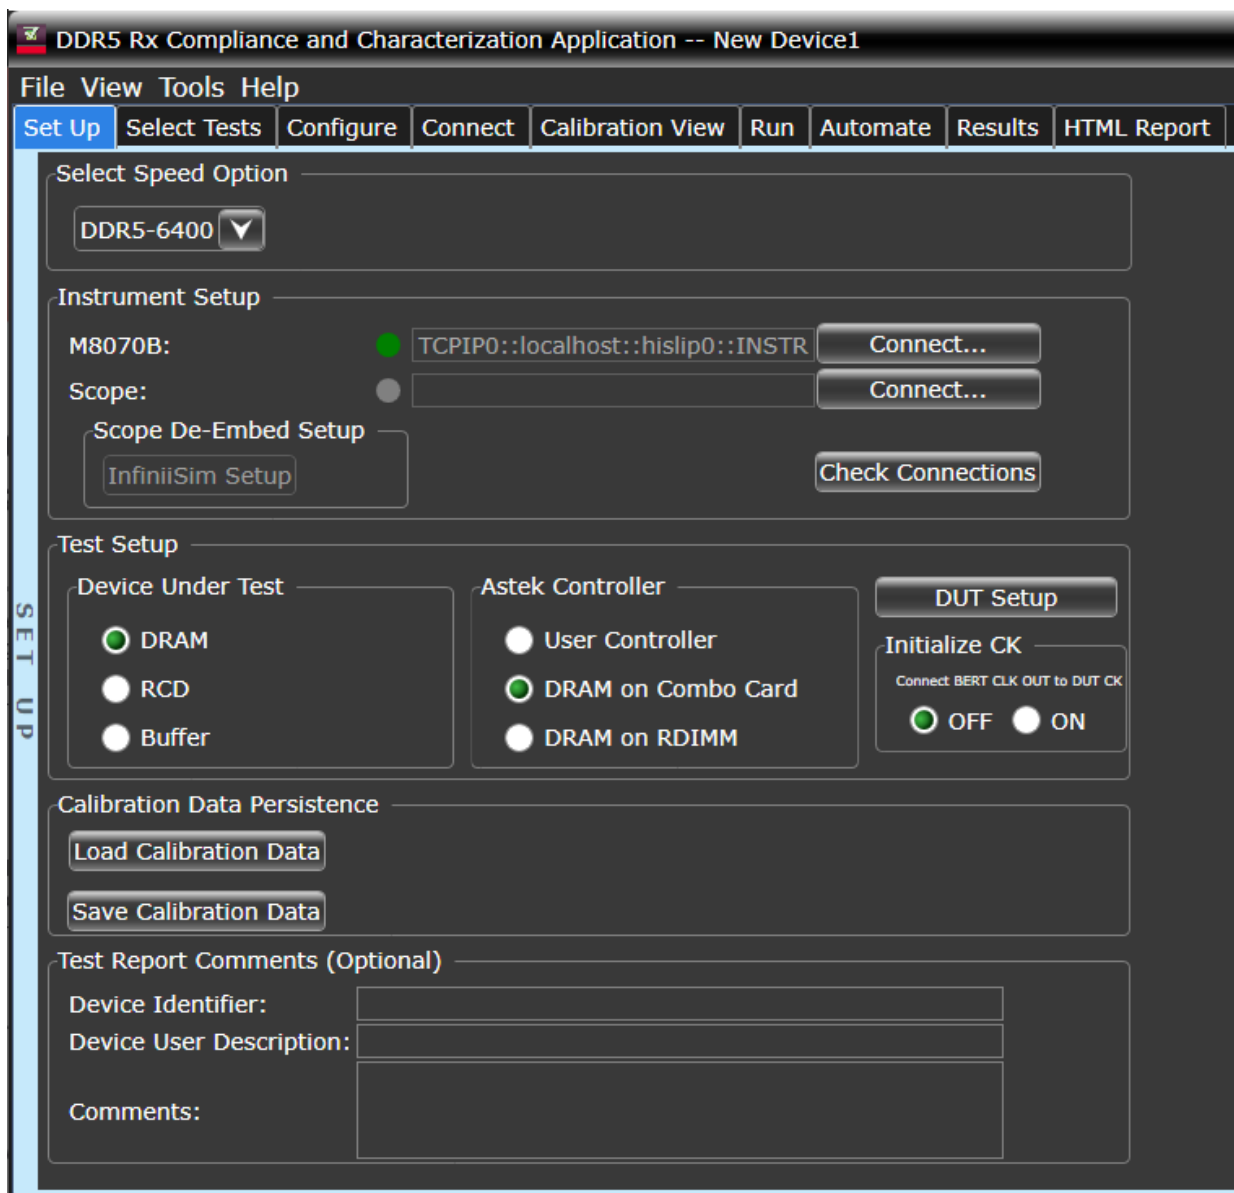 DDR5 Rx Compliance and Characterization Application -- New Device1
File View Tools Help
Set Up Select Tests Configure Connect Calibration View Run Automate Results HTML Report
Select Speed Option
DDR5-6400
Instrument Setup
M8070B: TCPIP0::localhost::hislip0::INSTR Connect...
Scope: Connect...
Scope De-Embed Setup
InfiniiSim Setup Check Connections
Test Setup
Device Under Test
DRAM
RCD
Buffer
Astek Controller
User Controller
DRAM on Combo Card
DRAM on RDIMM
DUT Setup
Initialize CK
Connect BERT CLK OUT to DUT CK
OFF ON
SET UP
Calibration Data Persistence
Load Calibration Data
Save Calibration Data
Test Report Comments (Optional)
Device Identifier:
Device User Description:
Comments: